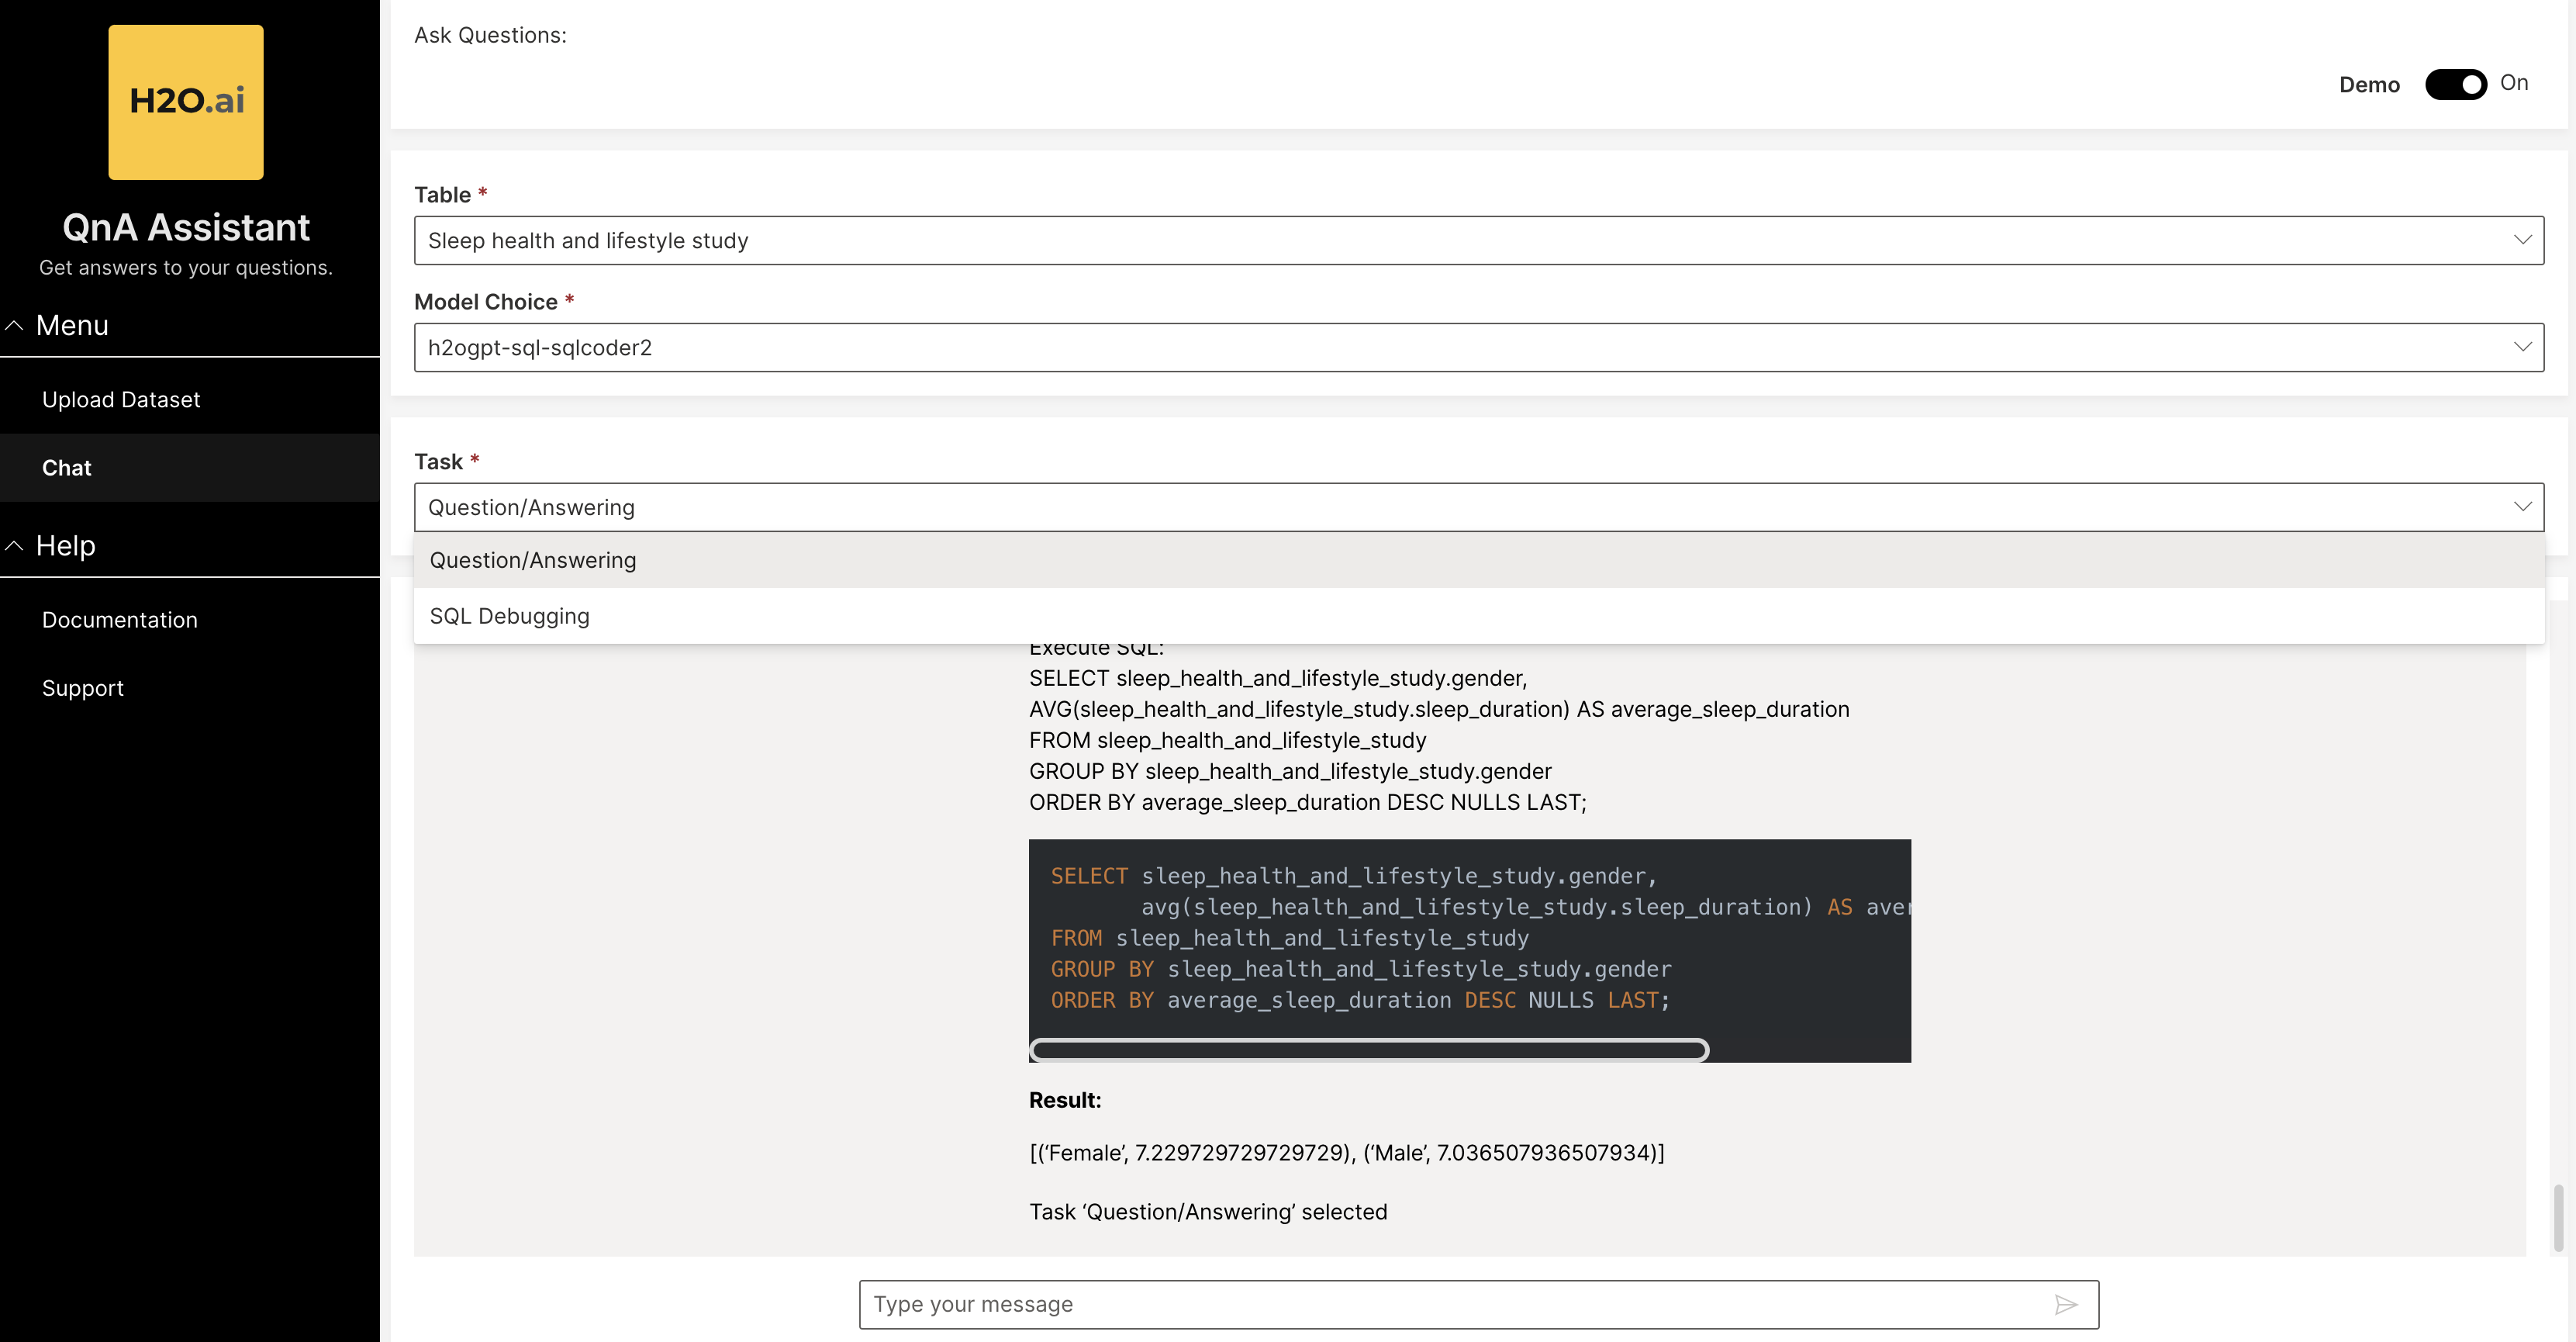 H2O.ai
QnA Assistant
Get answers to your questions.
Menu
Upload Dataset
Chat
Help
Documentation
Support
Ask Questions:
Demo On
Table *
Sleep health and lifestyle study
Model Choice *
h2ogpt-sql-sqlcoder2
Task *
Question/Answering
Question/Answering
SQL Debugging
Execute SQL:
SELECT sleep_health_and_lifestyle_study.gender,
AVG(sleep_health_and_lifestyle_study.sleep_duration) AS average_sleep_duration
FROM sleep_health_and_lifestyle_study
GROUP BY sleep_health_and_lifestyle_study.gender
ORDER BY average_sleep_duration DESC NULLS LAST;
SELECT sleep_health_and_lifestyle_study.gender,
avg(sleep_health_and_lifestyle_study.sleep_duration) AS aver
FROM sleep_health_and_lifestyle_study
GROUP BY sleep_health_and_lifestyle_study.gender
ORDER BY average_sleep_duration DESC NULLS LAST;
Result:
[(‘Female’, 7.229729729729729), (‘Male’, 7.036507936507934)]
Task ‘Question/Answering’ selected
Type your message